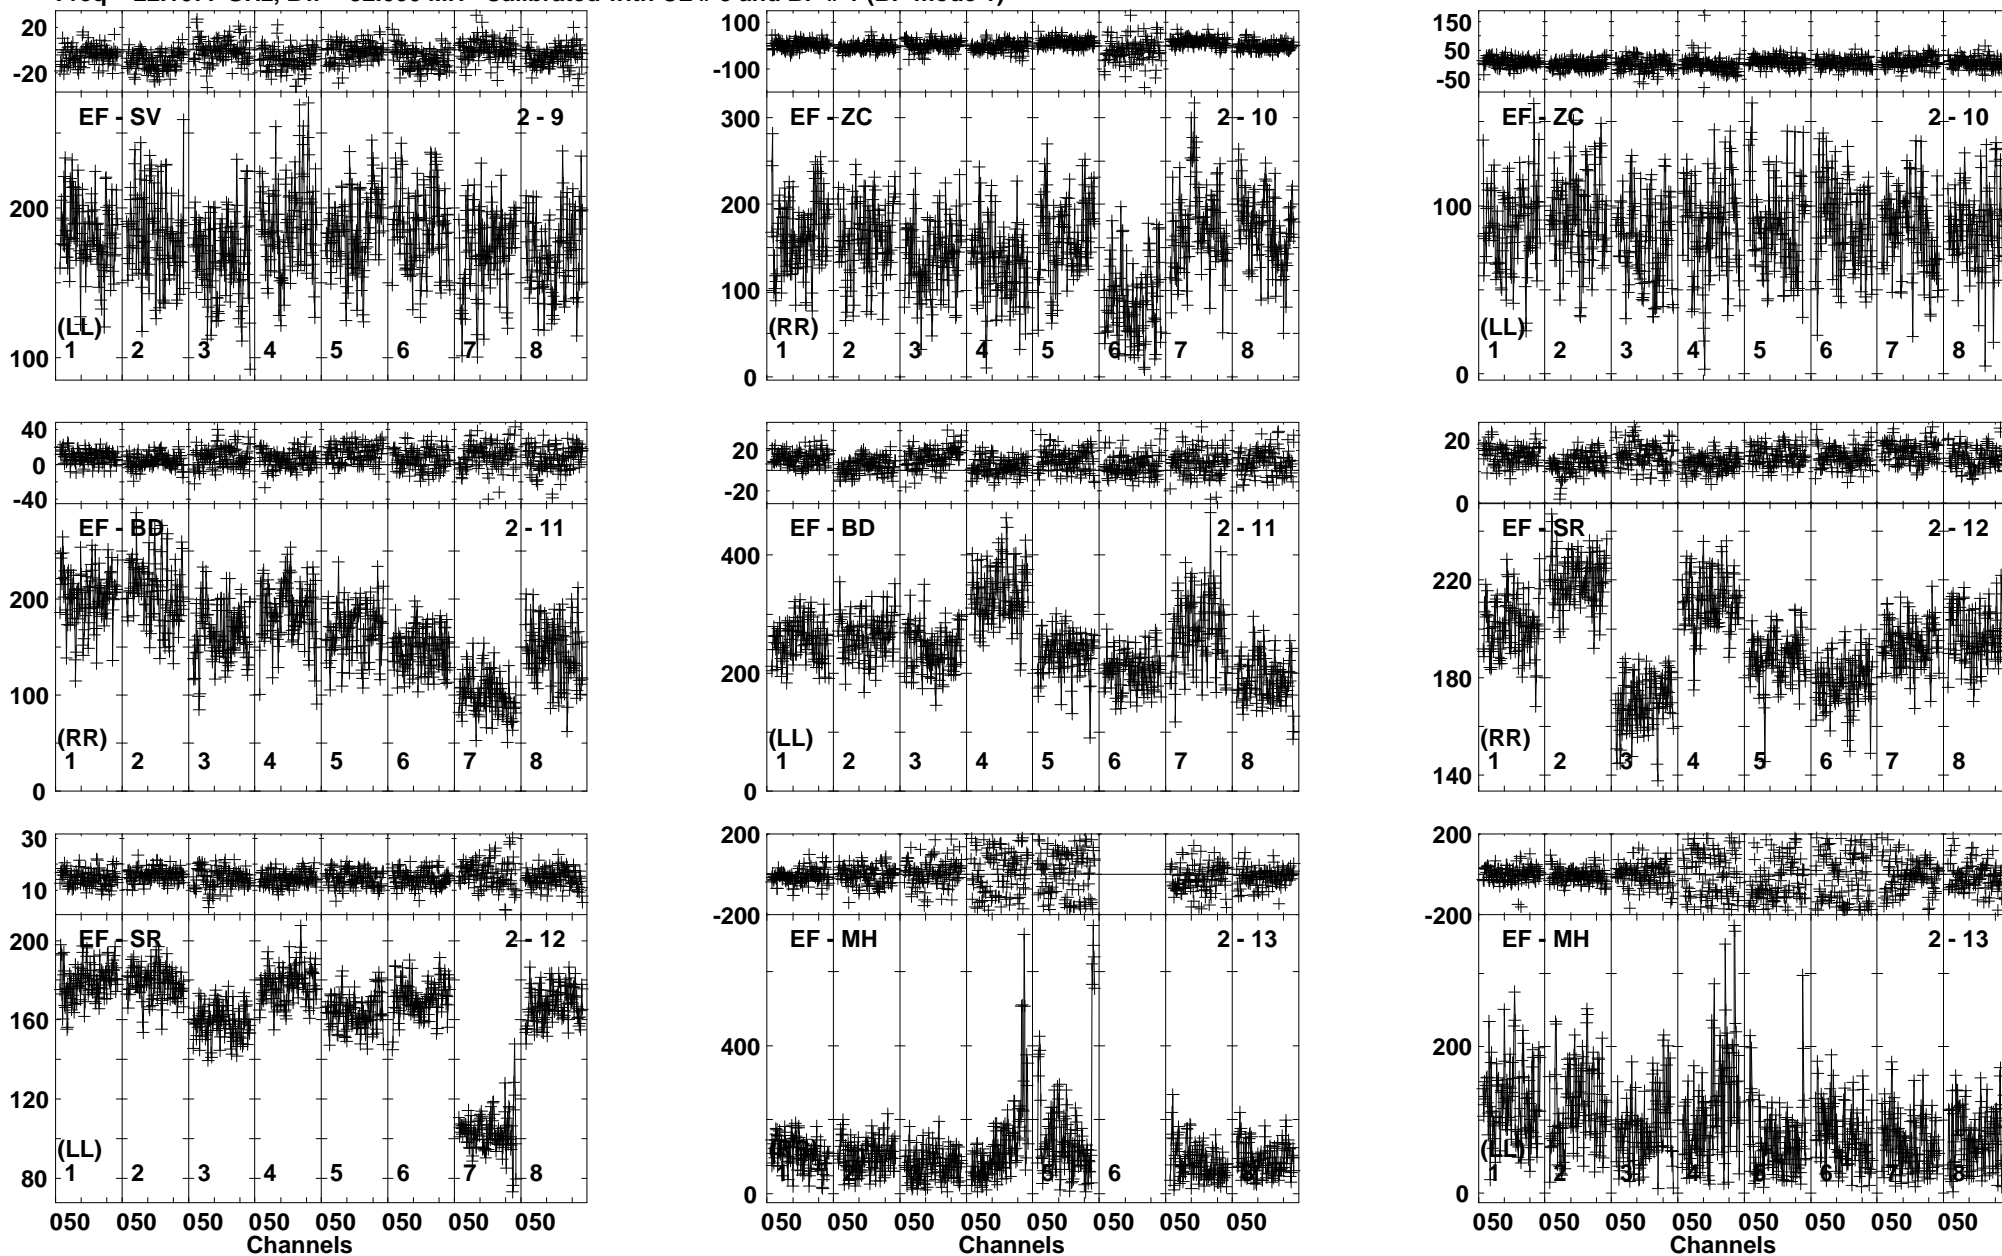 20
-20
EF - SV 2 - 9
200
100
(LL)
1 2 3 4 5 6 7 8
100
-100
EF - ZC 2 - 10
300
200
100
0
(RR)
1 2 3 4 5 6 7 8
150
50
-50
EF - ZC 2 - 10
100
0
(LL)
1 2 3 4 5 6 7 8
40
0
-40
EF - BD 2 - 11
200
100
0
(RR)
1 2 3 4 5 6 7 8
20
-20
EF - BD 2 - 11
400
200
0
(LL)
1 2 3 4 5 6 7 8
20
0
EF - SR 2 - 12
220
180
140
(RR)
1 2 3 4 5 6 7 8
30
10
EF - SR 2 - 12
200
160
120
80
(LL)
1 2 3 4 5 6 7 8
050 050 050 050 050 050 050 050
Channels
200
-200
EF - MH 2 - 13
400
0
5 6
050 050 050 050 050 050 050 050
Channels
200
-200
EF - MH 2 - 13
200
0
(LL)
1 2 3 4 5 6 7 8
050 050 050 050 050 050 050 050
Channels